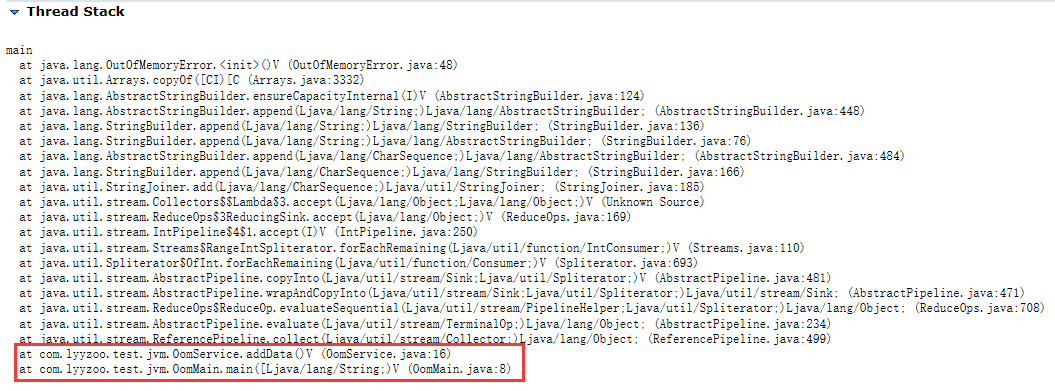 Thread Stack
main
at java.lang.OutOfMemoryError.<init>()V (OutOfMemoryError.java:48)
at java.util.Arrays.copyOf([CI)[C (Arrays.java:3332)
at java.lang.AbstractStringBuilder.ensureCapacityInternal(I)V (AbstractStringBuilder.java:124)
at java.lang.AbstractStringBuilder.append(Ljava/lang/String;)Ljava/lang/AbstractStringBuilder; (AbstractStringBuilder.java:448)
at java.lang.StringBuilder.append(Ljava/lang/String;)Ljava/lang/StringBuilder; (StringBuilder.java:136)
at java.lang.StringBuilder.append(Ljava/lang/String;)Ljava/lang/AbstractStringBuilder; (StringBuilder.java:76)
at java.lang.AbstractStringBuilder.append(Ljava/lang/CharSequence;)Ljava/lang/AbstractStringBuilder; (AbstractStringBuilder.java:484)
at java.lang.StringBuilder.append(Ljava/lang/CharSequence;)Ljava/lang/StringBuilder; (StringBuilder.java:166)
at java.util.StringJoiner.add(Ljava/lang/CharSequence;)Ljava/util/StringJoiner; (StringJoiner.java:185)
at java.util.stream.Collectors$$Lambda$3.accept(Ljava/lang/Object;Ljava/lang/Object;)V (Unknown Source)
at java.util.stream.ReduceOps$3ReducingSink.accept(Ljava/lang/Object;)V (ReduceOps.java:169)
at java.util.stream.IntPipeline$4$1.accept(I)V (IntPipeline.java:250)
at java.util.stream.Streams$RangeIntSpliterator.forEachRemaining(Ljava/util/function/IntConsumer;)V (Streams.java:110)
at java.util.Spliterator$OfInt.forEachRemaining(Ljava/util/function/Consumer;)V (Spliterator.java:693)
at java.util.stream.AbstractPipeline.copyInto(Ljava/util/stream/Sink;Ljava/util/Spliterator;)V (AbstractPipeline.java:481)
at java.util.stream.AbstractPipeline.wrapAndCopyInto(Ljava/util/stream/Sink;Ljava/util/Spliterator;)Ljava/util/stream/Sink; (AbstractPipeline.java:471)
at java.util.stream.ReduceOps$ReduceOp.evaluateSequential(Ljava/util/stream/PipelineHelper;Ljava/util/Spliterator;)Ljava/lang/Object; (ReduceOps.java:708)
at java.util.stream.AbstractPipeline.evaluate(Ljava/util/stream/TerminalOp;)Ljava/lang/Object; (AbstractPipeline.java:234)
at java.util.stream.ReferencePipeline.collect(Ljava/util/stream/Collector;)Ljava/lang/Object; (ReferencePipeline.java:499)
at com.lyyzoo.test.jvm.OomService.addData()V (OomService.java:16)
at com.lyyzoo.test.jvm.OomMain.main([Ljava/lang/String;)V (OomMain.java:8)